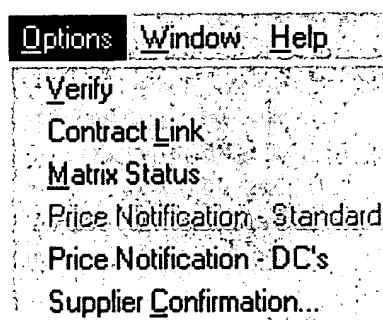 Options Window Help
Verify
Contract Link
Matrix Status
Price Notification - Standard
Price Notification - DC's
Supplier Confirmation...